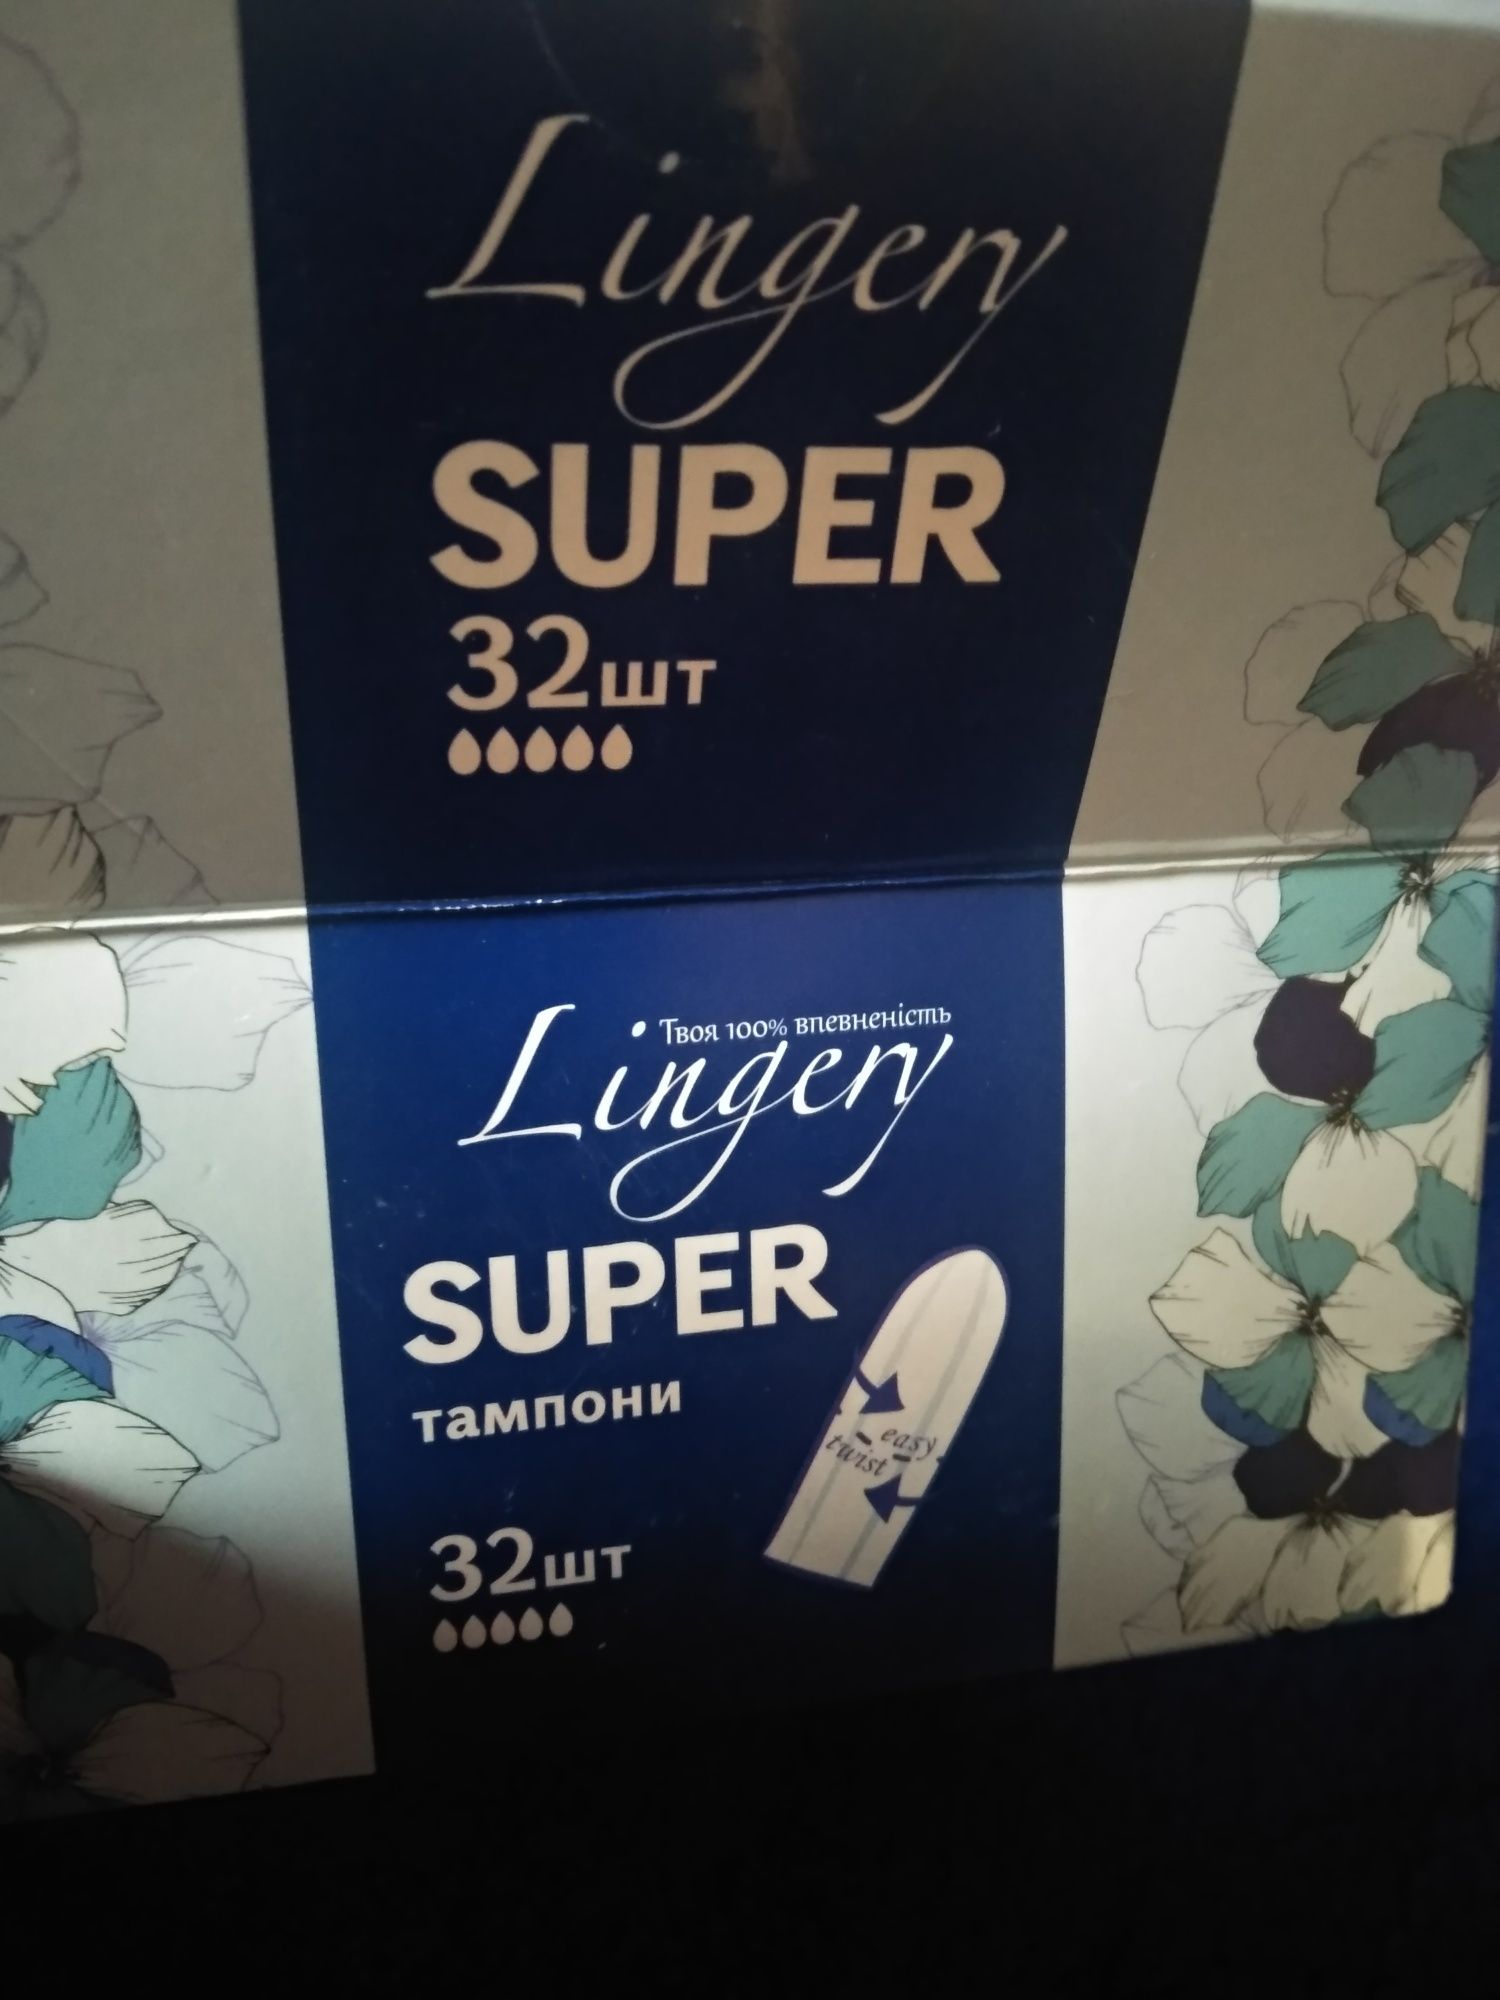 Lingery
SUPER
32шт
Твоя 100% впевненість
Lingery
SUPER
тампони
easy
twist
32шт